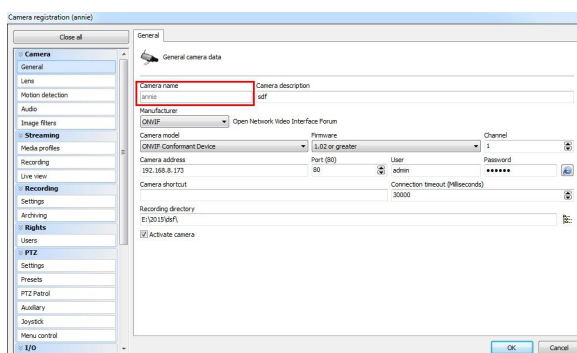 Camera registration (annie)
Close all
Camera
General
Lens
Motion detection
Audio
Image filters
Streaming
Media profiles
Recording
Live view
Recording
Settings
Archiving
Rights
Users
PTZ
Settings
Presets
PTZ Patrol
Auxiliary
Joystick
Menu control
I/O
General
General camera data
Camera name Camera description
annie sdf
Manufacturer
ONVIF Open Network Video Interface Forum
Camera model Firmware Channel
ONVIF Conformant Device 1.02 or greater 1
Camera address Port (80) User Password
192.168.8.173 80 admin ●●●●●●
Camera shortcut Connection timeout (Milliseconds)
30000
Recording directory
E:\2015\dsf\
Activate camera
OK Cancel